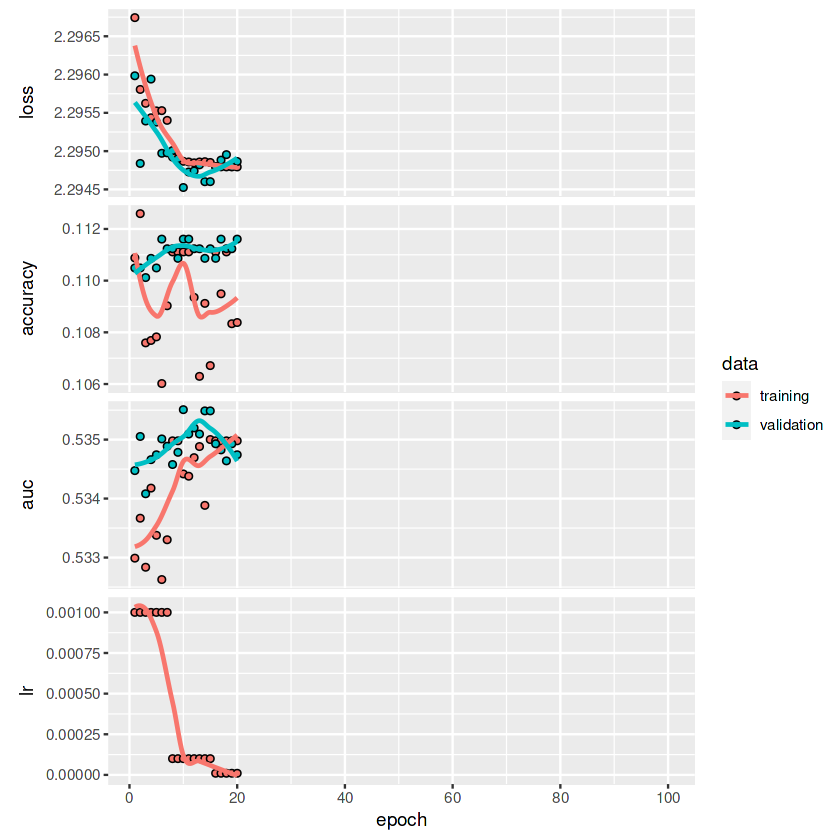 2.2965
2.2960
2.2955
2.2950
2.2945
loss
0.112
0.110
0.108
0.106
accuracy
0.535
0.534
0.533
auc
0.00100
0.00075
0.00050
0.00025
0.00000
lr
0 20 40 60 80 100
epoch
data
training
validation